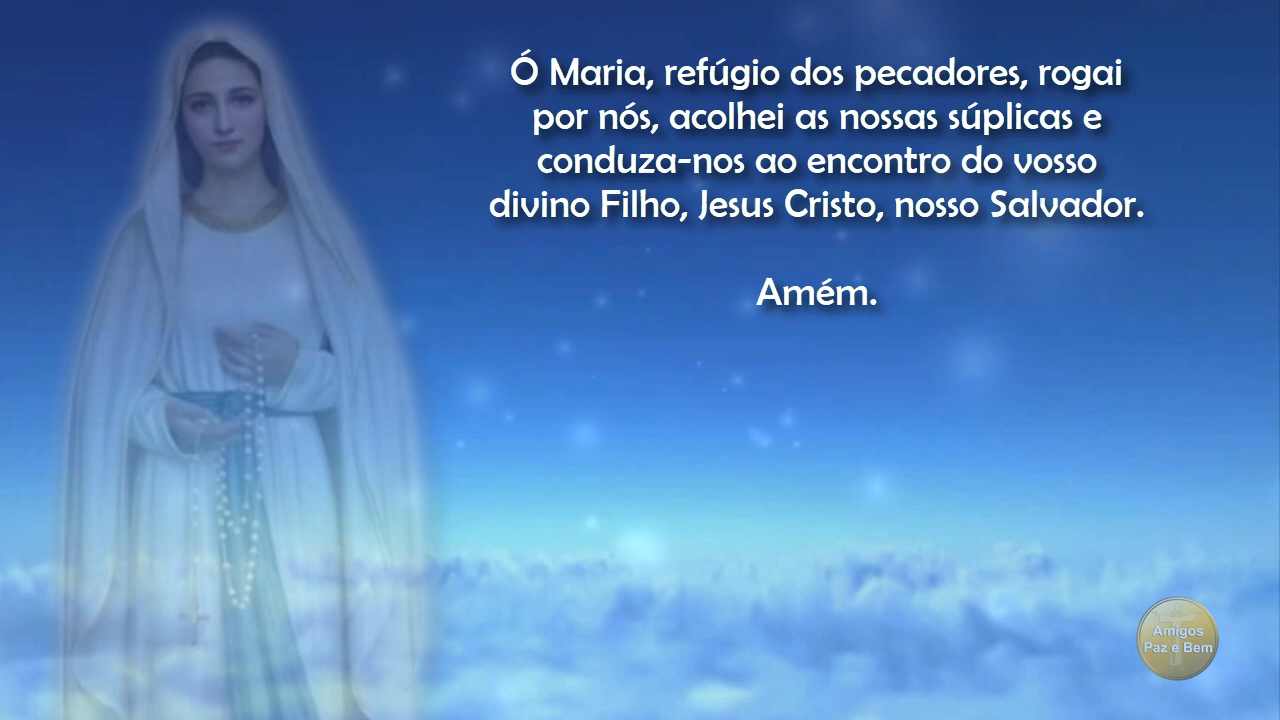 Ó Maria, refúgio dos pecadores, rogai
por nós, acolhei as nossas súplicas e
conduza-nos ao encontro do vosso
divino Filho, Jesus Cristo, nosso Salvador.
Amém.
Amigos
Paz e Bem